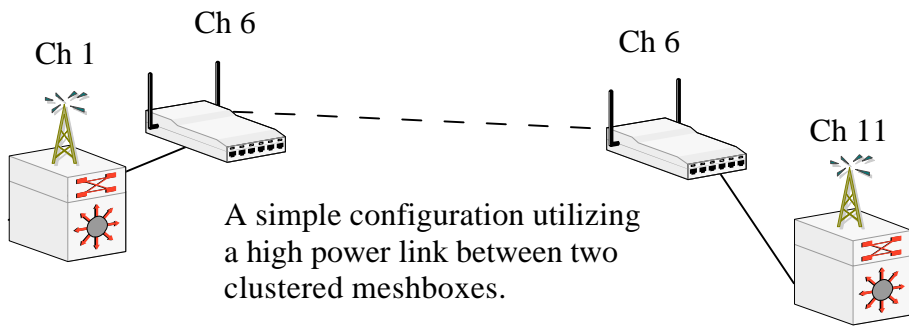 Ch 6
Ch 1
Ch 6
Ch 11
A simple configuration utilizing
a high power link between two
clustered meshboxes.